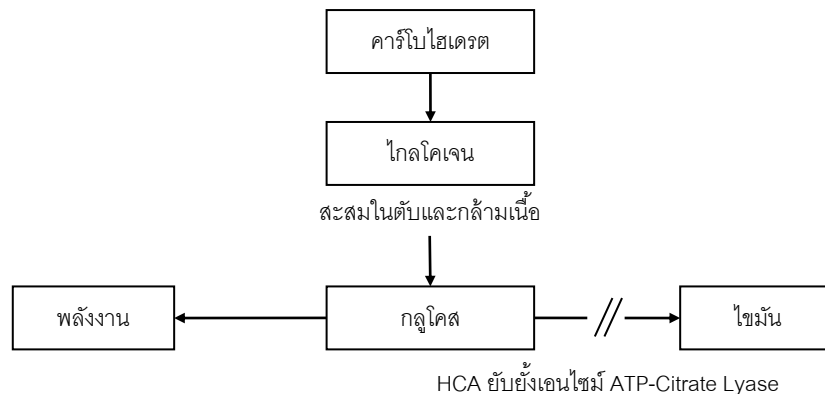 คาร์โบไฮเดรต
ไกลโคเจน
สะสมในตับและกล้ามเนื้อ
พลังงาน
กลูโคส
ไขมัน
HCA ยับยั้งเอนไซม์ ATP-Citrate Lyase